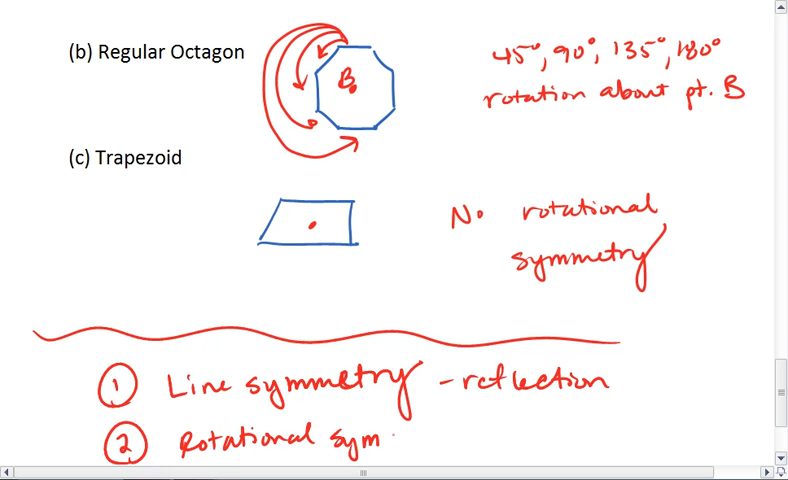 (b) Regular Octagon
B
45°, 90°, 135°, 180°
rotation about pt. B
(c) Trapezoid
No rotational
symmetry
1 Line symmetry - reflection
2 Rotational sym